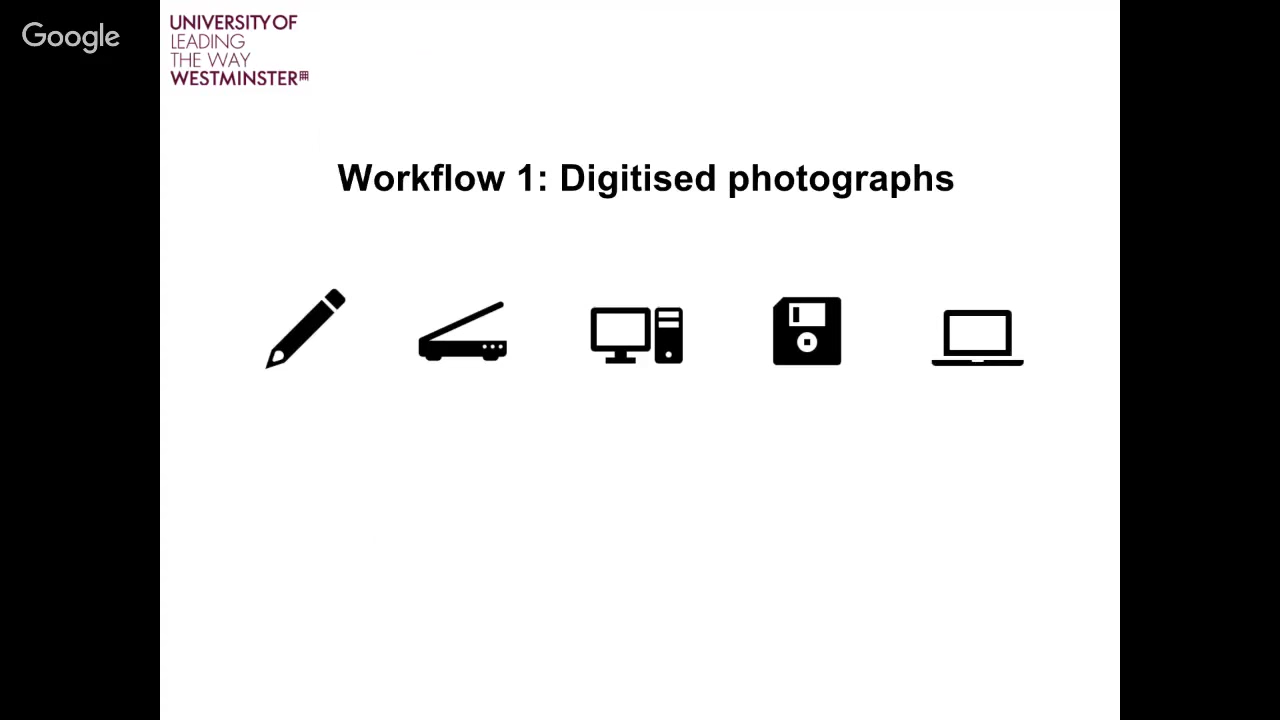 Google
UNIVERSITY OF
LEADING
THE WAY
WESTMINSTER
Workflow 1: Digitised photographs